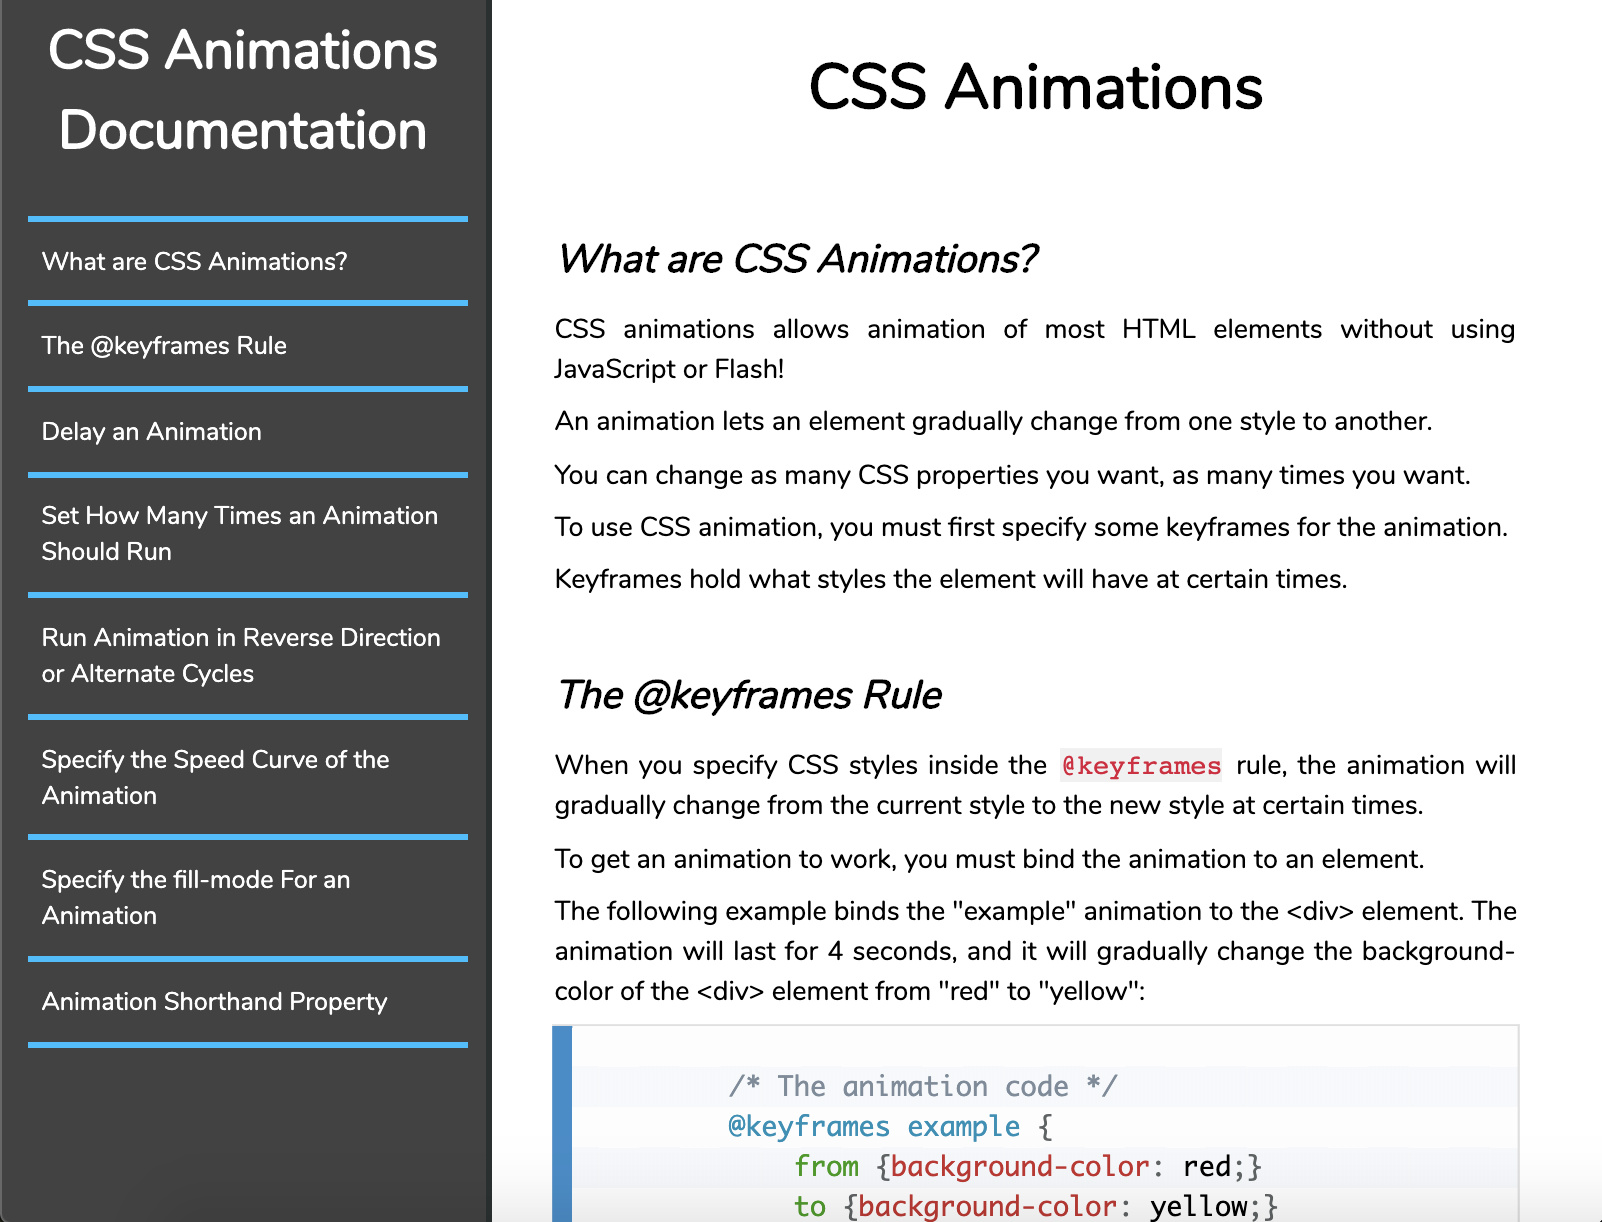 CSS Animations
Documentation
What are CSS Animations?
The @keyframes Rule
Delay an Animation
Set How Many Times an Animation
Should Run
Run Animation in Reverse Direction
or Alternate Cycles
Specify the Speed Curve of the
Animation
Specify the fill-mode For an
Animation
Animation Shorthand Property
CSS Animations
What are CSS Animations?
CSS animations allows animation of most HTML elements without using
JavaScript or Flash!
An animation lets an element gradually change from one style to another.
You can change as many CSS properties you want, as many times you want.
To use CSS animation, you must first specify some keyframes for the animation.
Keyframes hold what styles the element will have at certain times.
The @keyframes Rule
When you specify CSS styles inside the @keyframes rule, the animation will
gradually change from the current style to the new style at certain times.
To get an animation to work, you must bind the animation to an element.
The following example binds the "example" animation to the <div> element. The
animation will last for 4 seconds, and it will gradually change the background-
color of the <div> element from "red" to "yellow":
/* The animation code */
@keyframes example {
from {background-color: red;}
to {background-color: yellow;}